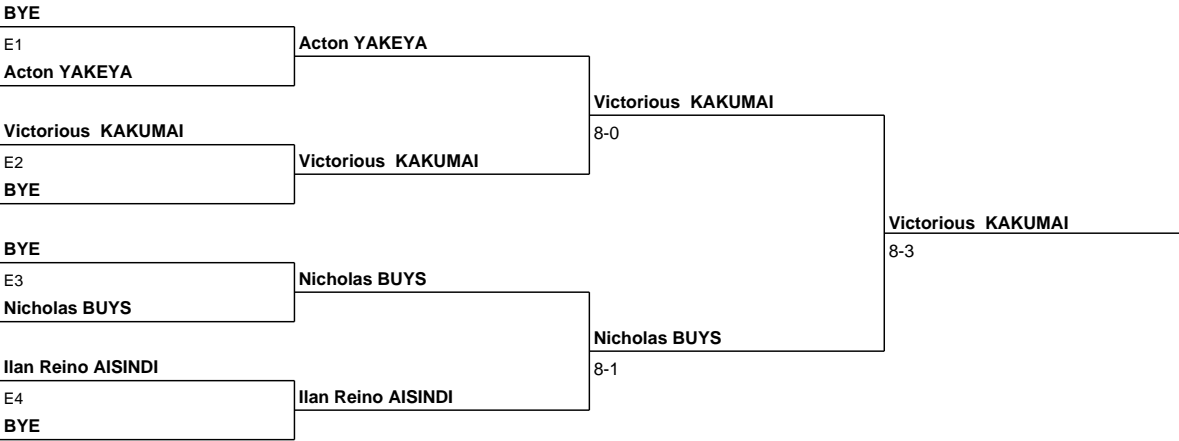 BYE
E1
Acton YAKEYA
Acton YAKEYA
Victorious KAKUMAI
E2
BYE
Victorious KAKUMAI
Victorious KAKUMAI
8-0
BYE
E3
Nicholas BUYS
Nicholas BUYS
Ilan Reino AISINDI
E4
BYE
Ilan Reino AISINDI
Nicholas BUYS
8-1
Victorious KAKUMAI
8-3